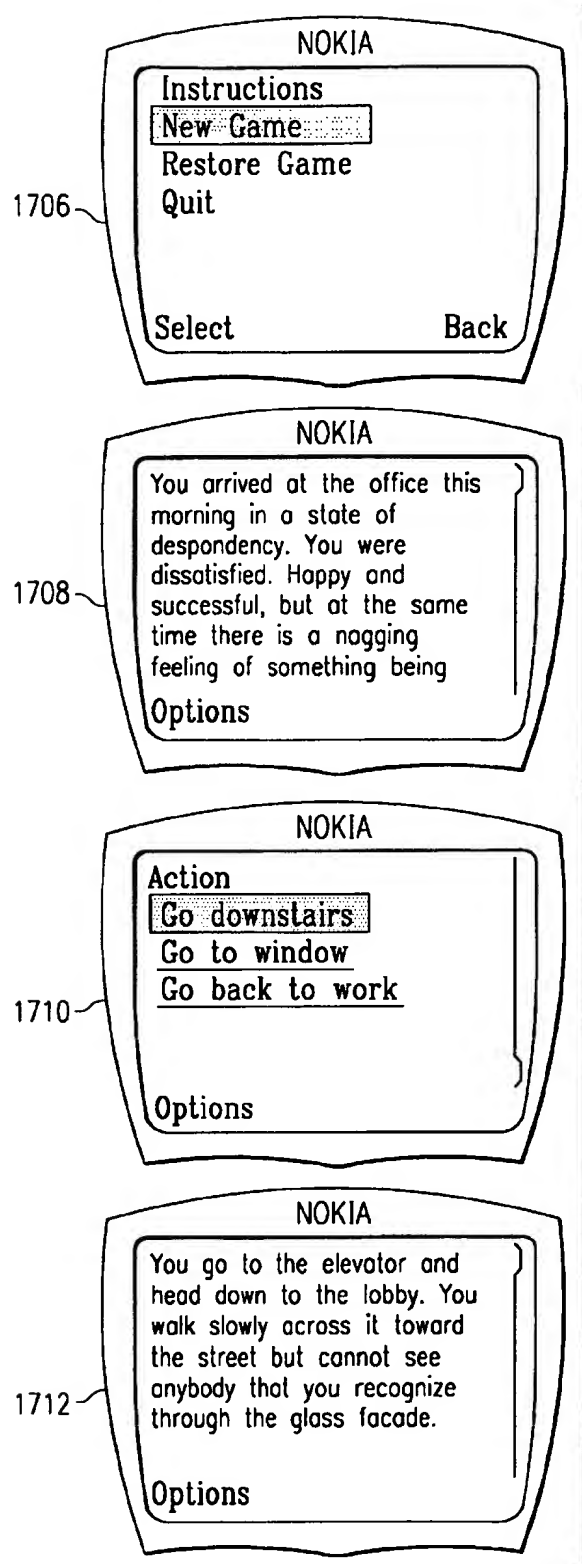 NOKIA
Instructions
New Game
Restore Game
Quit
1706
Select Back
NOKIA
You arrived at the office this
morning in a state of
despondency. You were
dissatisfied. Happy and
1708
successful, but at the same
time there is a nagging
feeling of something being
Options
NOKIA
Action
Go downstairs
Go to window
Go back to work
1710
Options
NOKIA
You go to the elevator and
head down to the lobby. You
walk slowly across it toward
the street but cannot see
anybody that you recognize
1712
through the glass facade.
Options